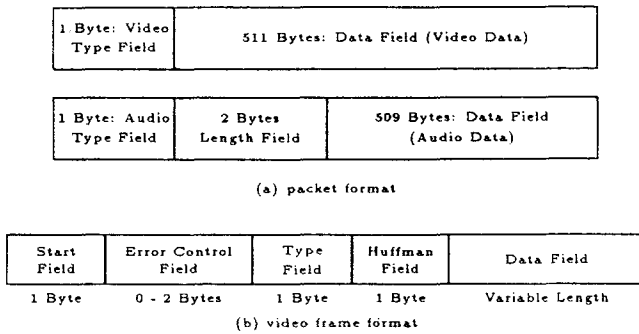 1 Byte: Video
Type Field
511 Bytes: Data Field (Video Data)
1 Byte: Audio
Type Field
2 Bytes
Length Field
509 Bytes: Data Field
(Audio Data)
(a) packet format
Start
Field
Error Control
Field
Type
Field
Huffman
Field
Data Field
1 Byte
0 - 2 Bytes
1 Byte
1 Byte
Variable Length
(b) video frame format